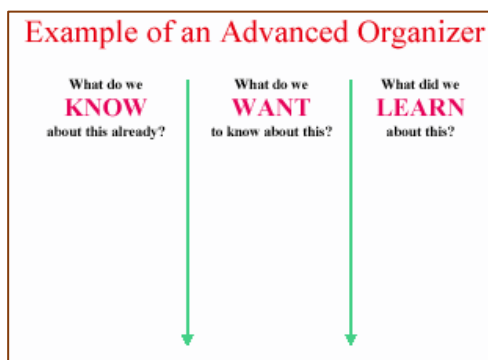 Example of an Advanced Organizer
What do we
KNOW
about this already?
What do we
WANT
to know about this?
What did we
LEARN
about this?